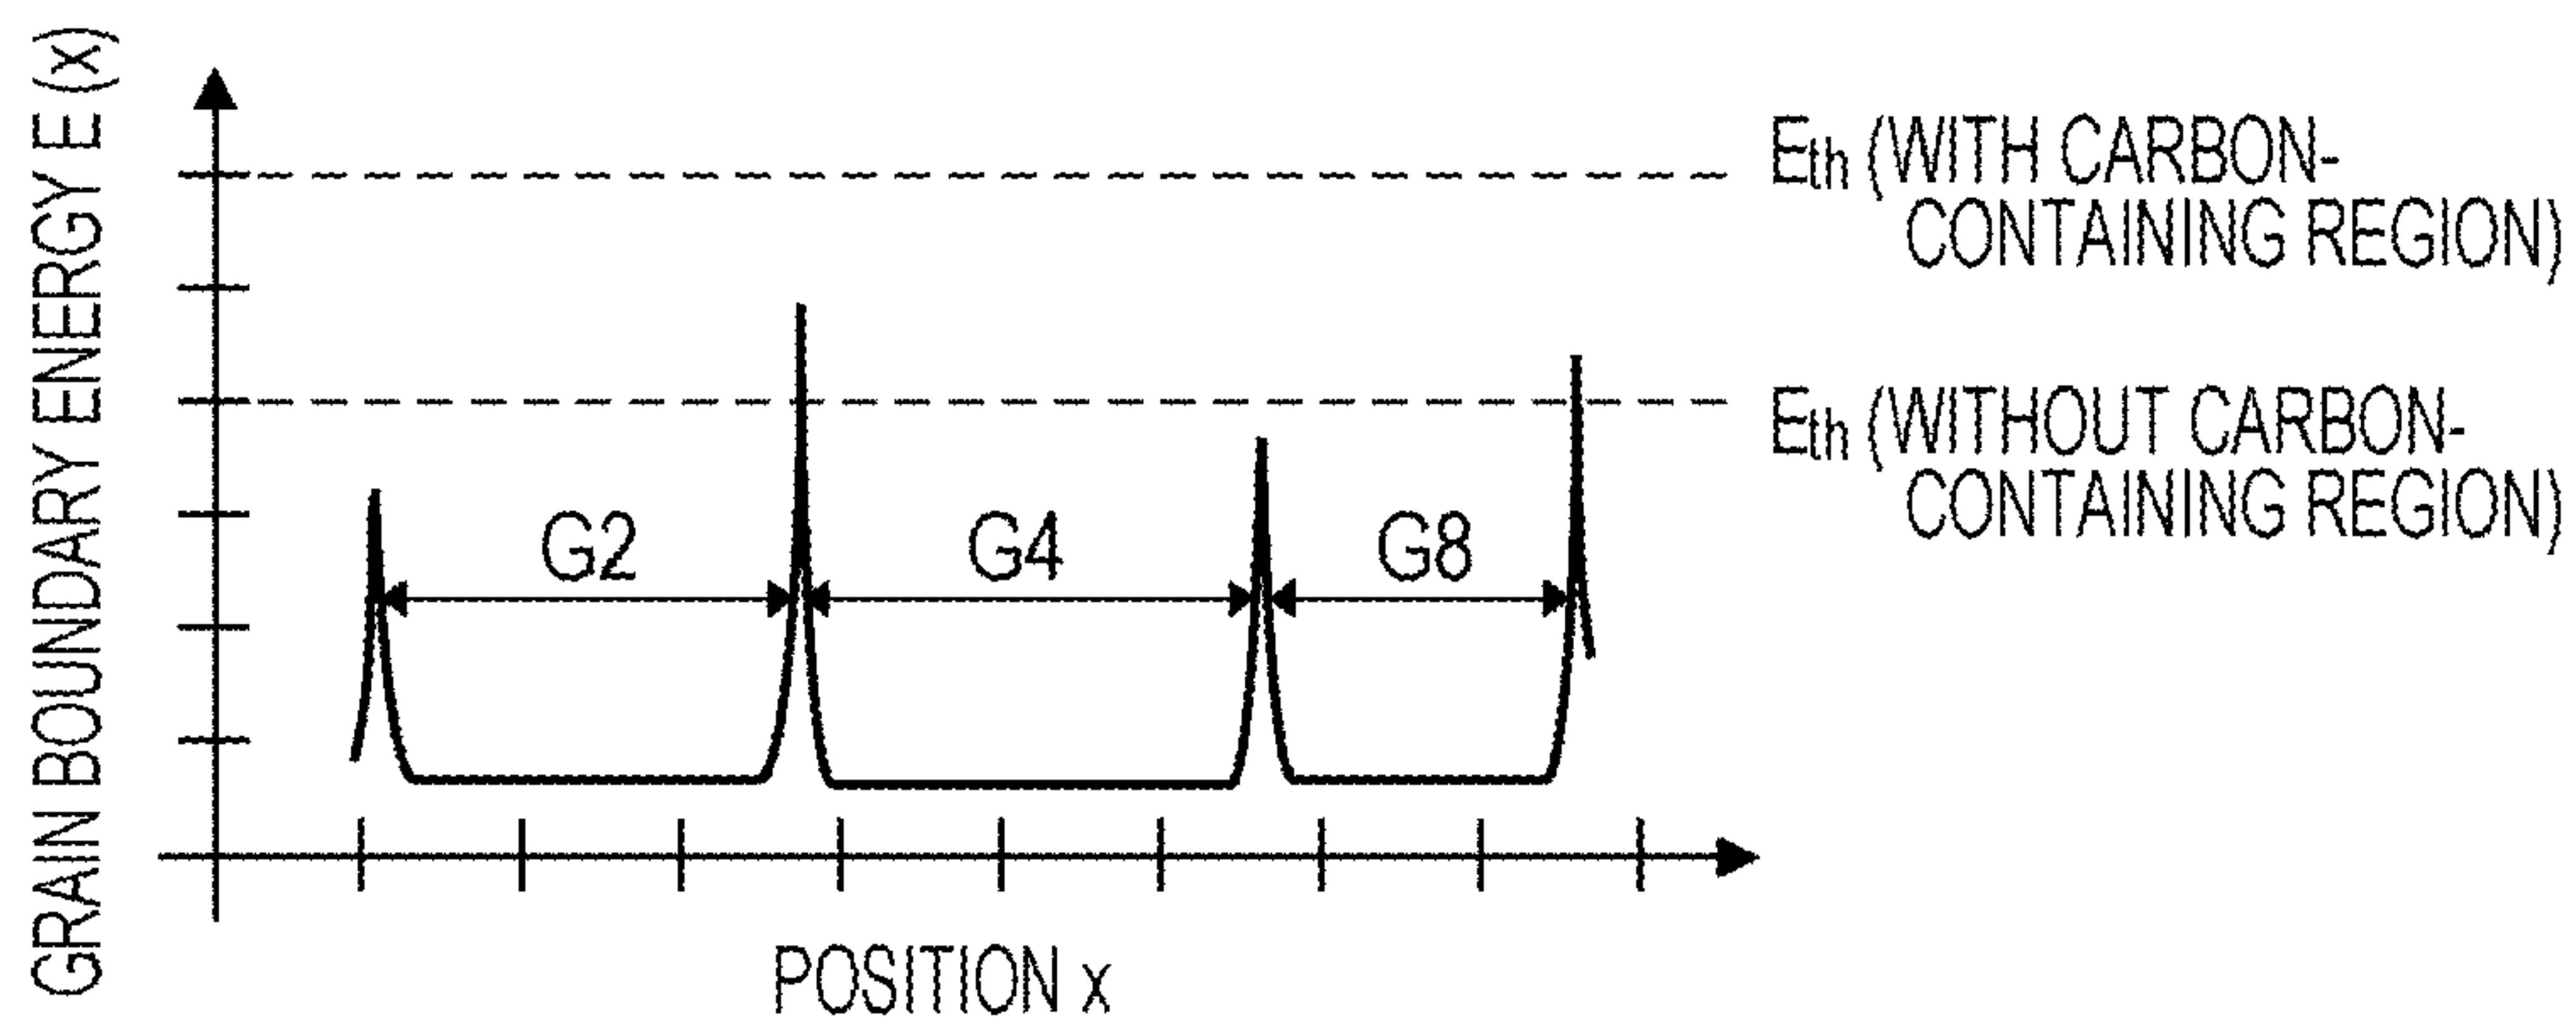 GRAIN BOUNDARY ENERGY E (x)
Eth (WITH CARBON-
CONTAINING REGION)
Eth (WITHOUT CARBON-
CONTAINING REGION)
G2
G4
G8
POSITION x